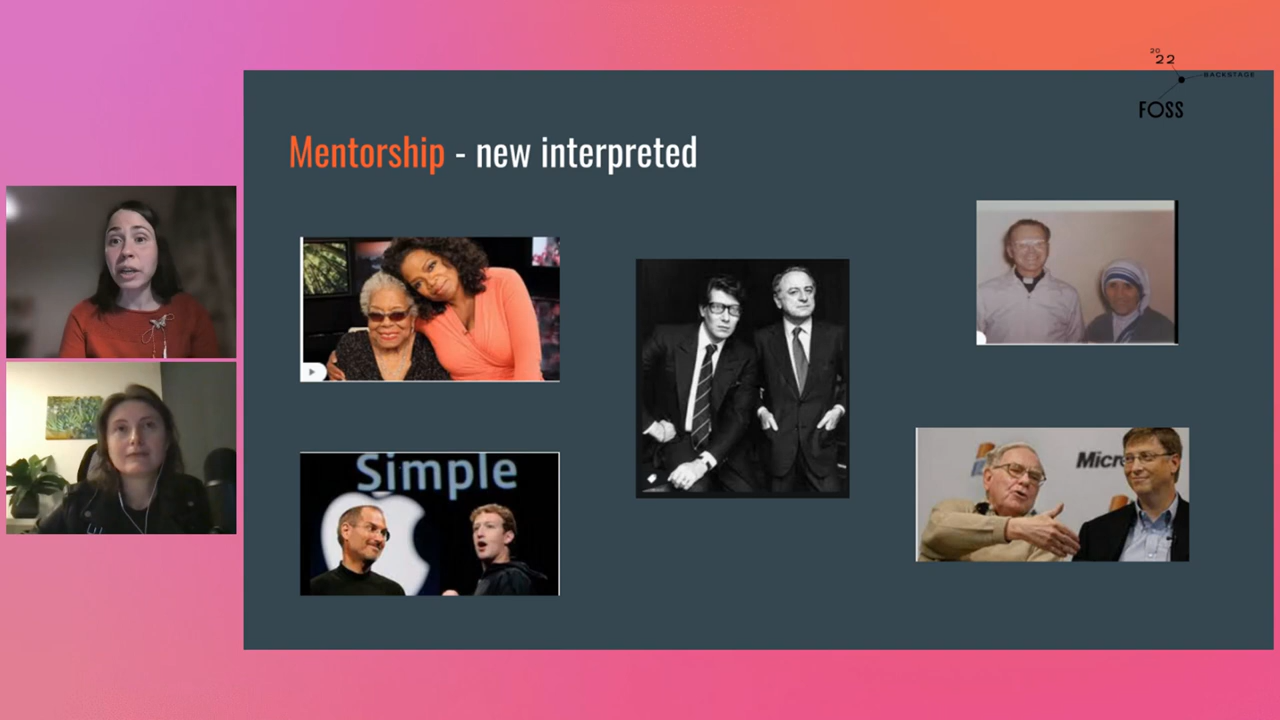 20
22
BACKSTAGE
FOSS
Mentorship - new interpreted
Simple
Micr